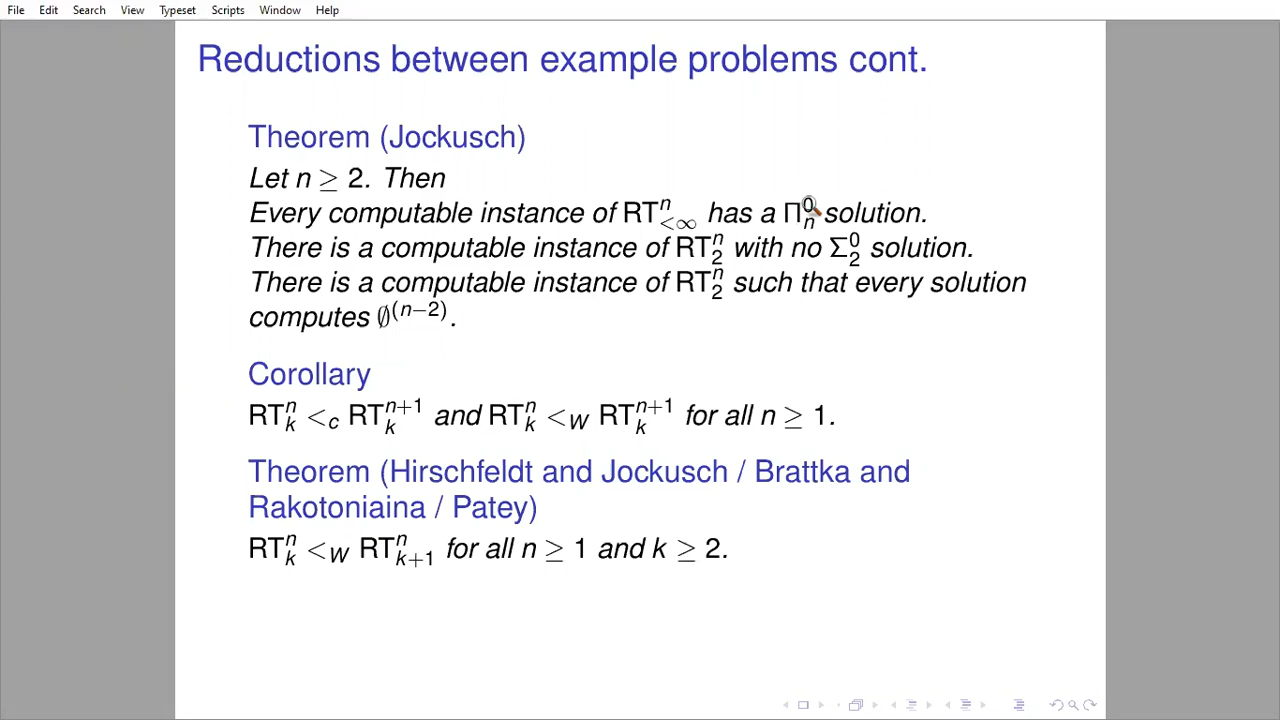 File Edit Search View Typeset Scripts Window Help
Reductions between example problems cont.
Theorem (Jockusch)
Let n ≥ 2. Then
Every computable instance of RT^n_{<∞} has a Π^0_n solution.
There is a computable instance of RT^n_2 with no Σ^0_2 solution.
There is a computable instance of RT^n_2 such that every solution
computes ∅^{(n−2)}.
Corollary
RT^n_k <_c RT^{n+1}_k and RT^n_k <_W RT^{n+1}_k for all n ≥ 1.
Theorem (Hirschfeldt and Jockusch / Brattka and
Rakotoniaina / Patey)
RT^n_k <_W RT^n_{k+1} for all n ≥ 1 and k ≥ 2.